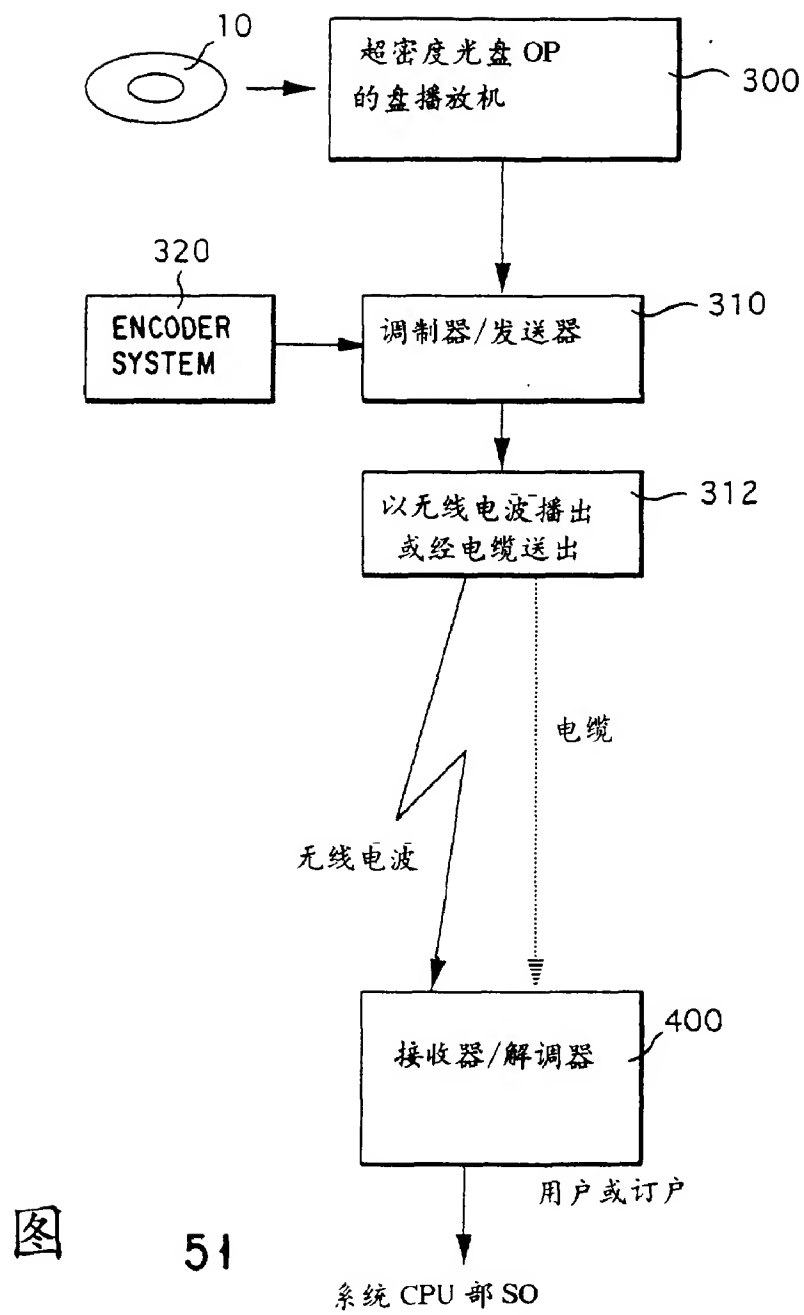 10
超密度光盘 OP
的盘播放机
300
320
ENCODER
SYSTEM
调制器/发送器
310
以无线电波播出
或经电缆送出
312
电缆
无线电波
接收器/解调器
400
用户或订户
系统 CPU 部 SO
图 51